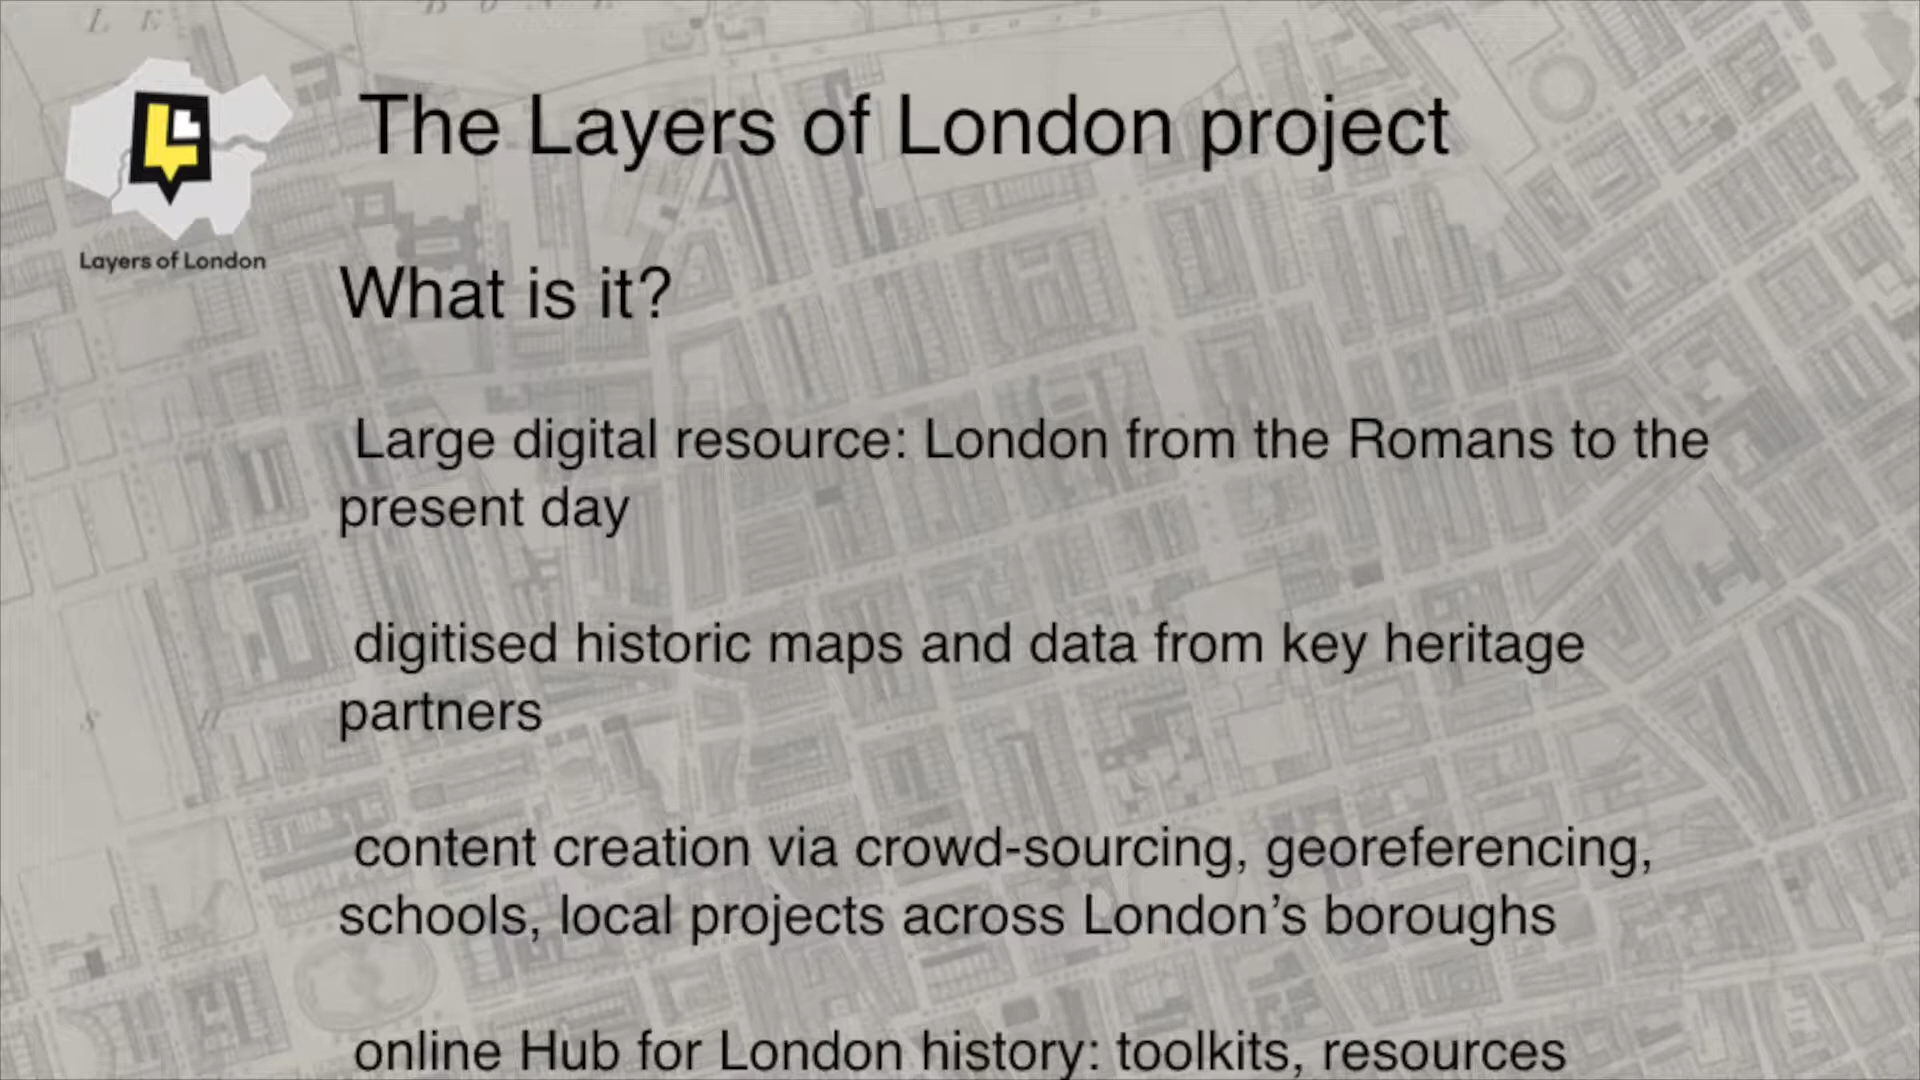 The Layers of London project
Layers of London
What is it?
Large digital resource: London from the Romans to the
present day
digitised historic maps and data from key heritage
partners
content creation via crowd-sourcing, georeferencing,
schools, local projects across London’s boroughs
online Hub for London history: toolkits, resources